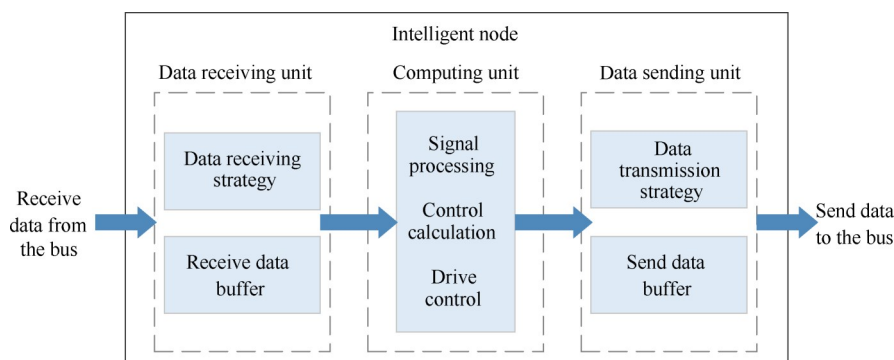 Intelligent node
Data receiving unit
Computing unit
Data sending unit
Receive
data from
the bus
Data receiving
strategy
Receive data
buffer
Signal
processing
Control
calculation
Drive
control
Data
transmission
strategy
Send data
buffer
Send data
to the bus